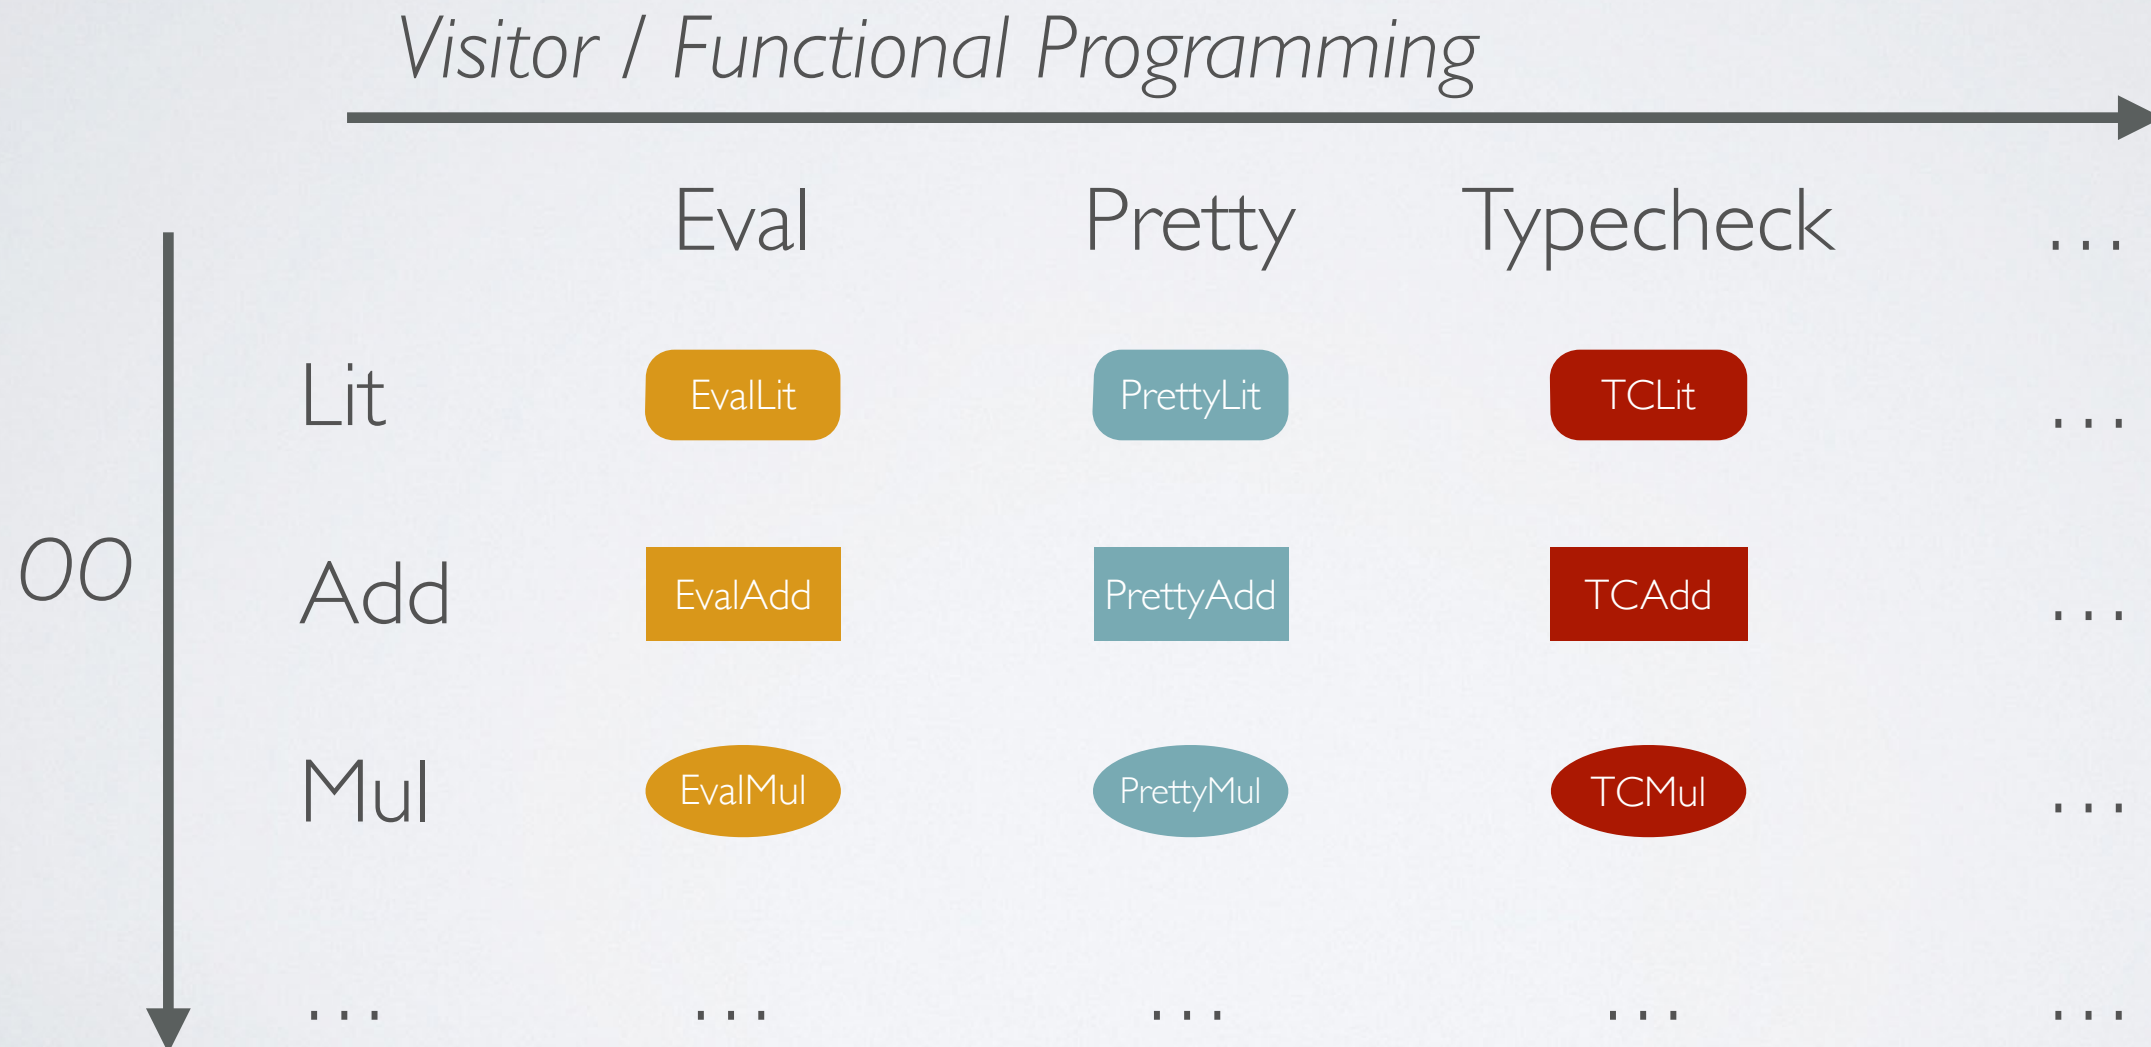 Visitor / Functional Programming
Eval Pretty Typecheck ...
Lit EvalLit PrettyLit TCLit ...
OO
Add EvalAdd PrettyAdd TCAdd ...
Mul EvalMul PrettyMul TCMul ...
... ... ... ... ...